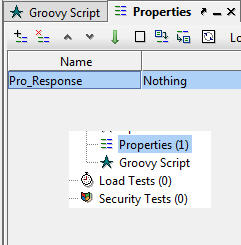 Groovy Script Properties
Lo
Name
Pro_Response Nothing
Properties (1)
Groovy Script
Load Tests (0)
Security Tests (0)